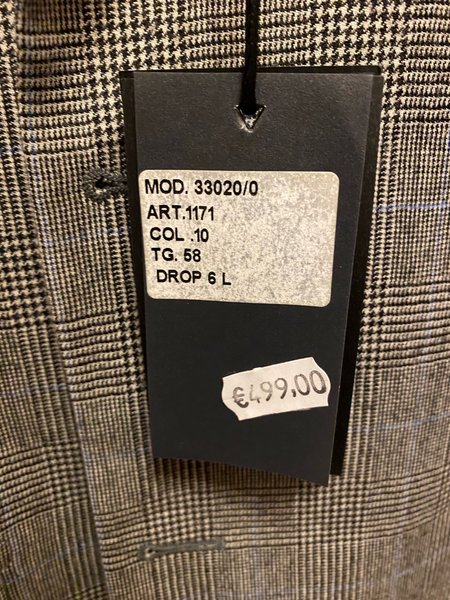 MOD. 33020/0
ART.1171
COL .10
TG. 58
DROP 6 L
€499,00